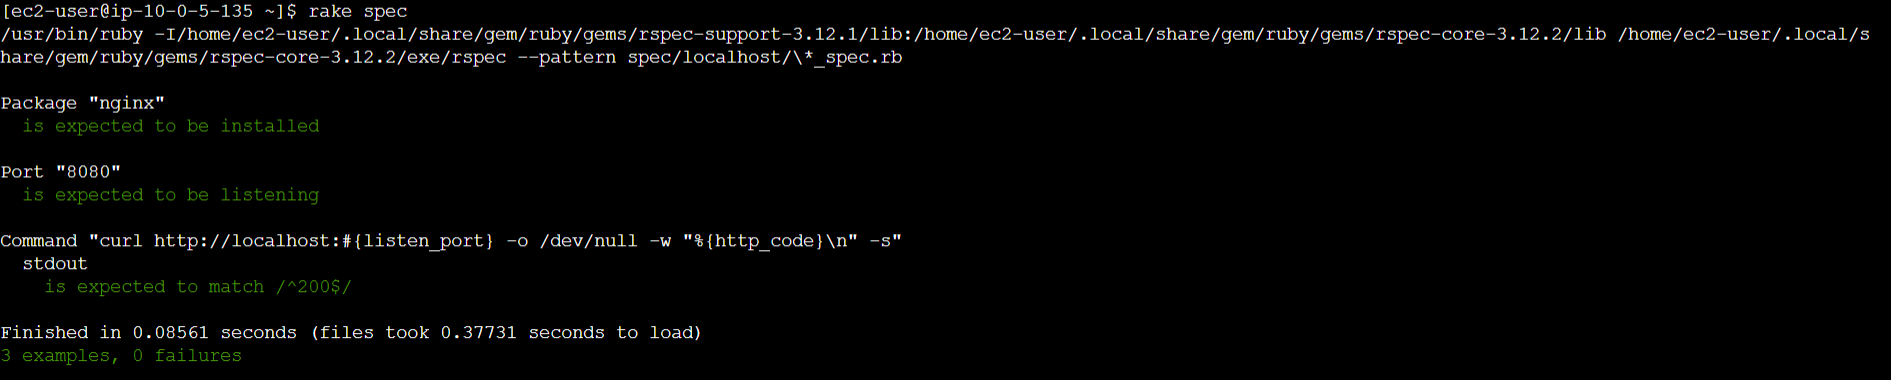 [ec2-user@ip-10-0-5-135 ~]$ rake spec
/usr/bin/ruby -I/home/ec2-user/.local/share/gem/ruby/gems/rspec-support-3.12.1/lib:/home/ec2-user/.local/share/gem/ruby/gems/rspec-core-3.12.2/lib /home/ec2-user/.local/s
hare/gem/ruby/gems/rspec-core-3.12.2/exe/rspec --pattern spec/localhost/\*_spec.rb
Package "nginx"
  is expected to be installed
Port "8080"
  is expected to be listening
Command "curl http://localhost:#{listen_port} -o /dev/null -w "%{http_code}\n" -s"
  stdout
    is expected to match /^200$/
Finished in 0.08561 seconds (files took 0.37731 seconds to load)
3 examples, 0 failures